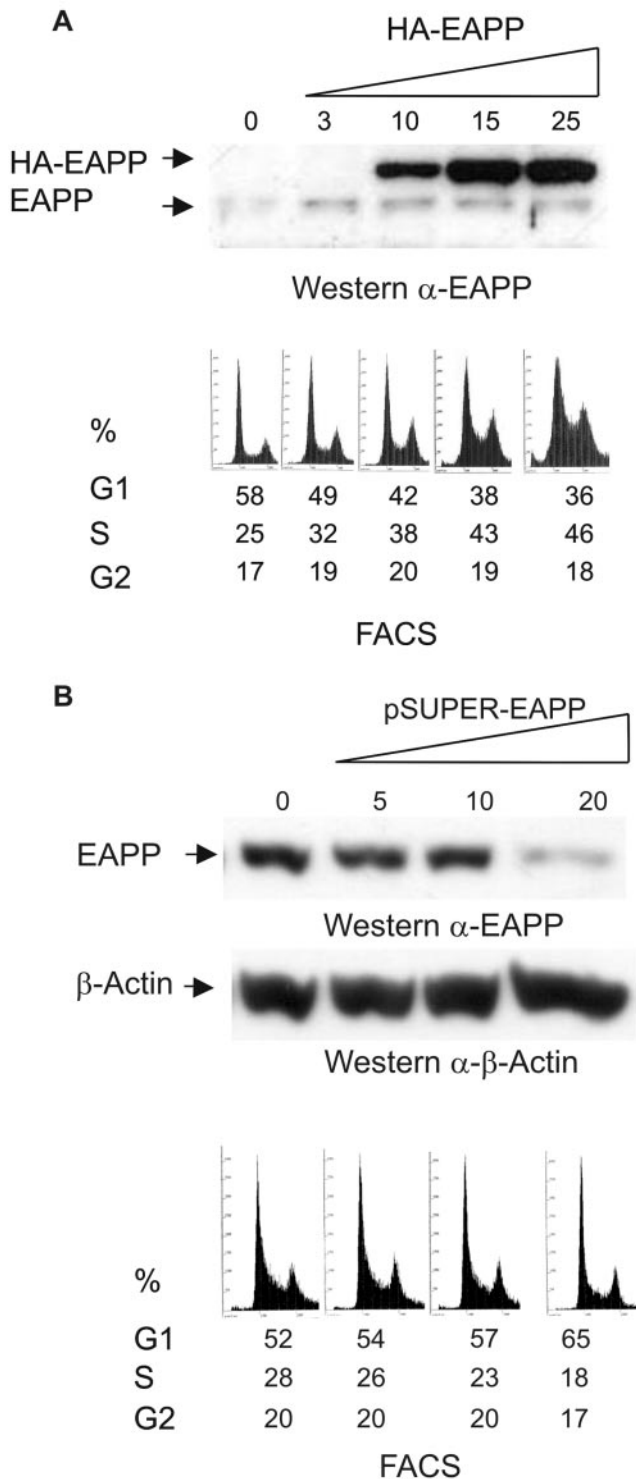 A
HA-EAPP
0 3 10 15 25
HA-EAPP
EAPP
Western α-EAPP
%
G1 58 49 42 38 36
S 25 32 38 43 46
G2 17 19 20 19 18
FACS
B
pSUPER-EAPP
0 5 10 20
EAPP
Western α-EAPP
β-Actin
Western α-β-Actin
%
G1 52 54 57 65
S 28 26 23 18
G2 20 20 20 17
FACS